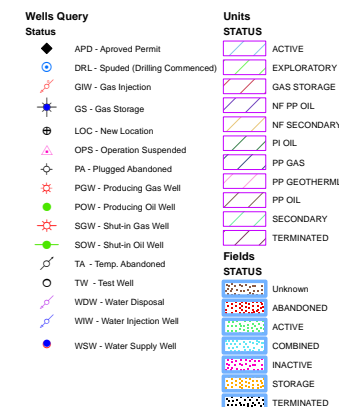 Wells Query
Status
APD - Aproved Permit
DRL - Spuded (Drilling Commenced)
GIW - Gas Injection
GS - Gas Storage
LOC - New Location
OPS - Operation Suspended
PA - Plugged Abandoned
PGW - Producing Gas Well
POW - Producing Oil Well
SGW - Shut-in Gas Well
SOW - Shut-in Oil Well
TA - Temp. Abandoned
TW - Test Well
WDW - Water Disposal
WIW - Water Injection Well
WSW - Water Supply Well
Units
STATUS
ACTIVE
EXPLORATORY
GAS STORAGE
NF PP OIL
NF SECONDARY
PI OIL
PP GAS
PP GEOTHERML
PP OIL
SECONDARY
TERMINATED
Fields
STATUS
Unknown
ABANDONED
ACTIVE
COMBINED
INACTIVE
STORAGE
TERMINATED